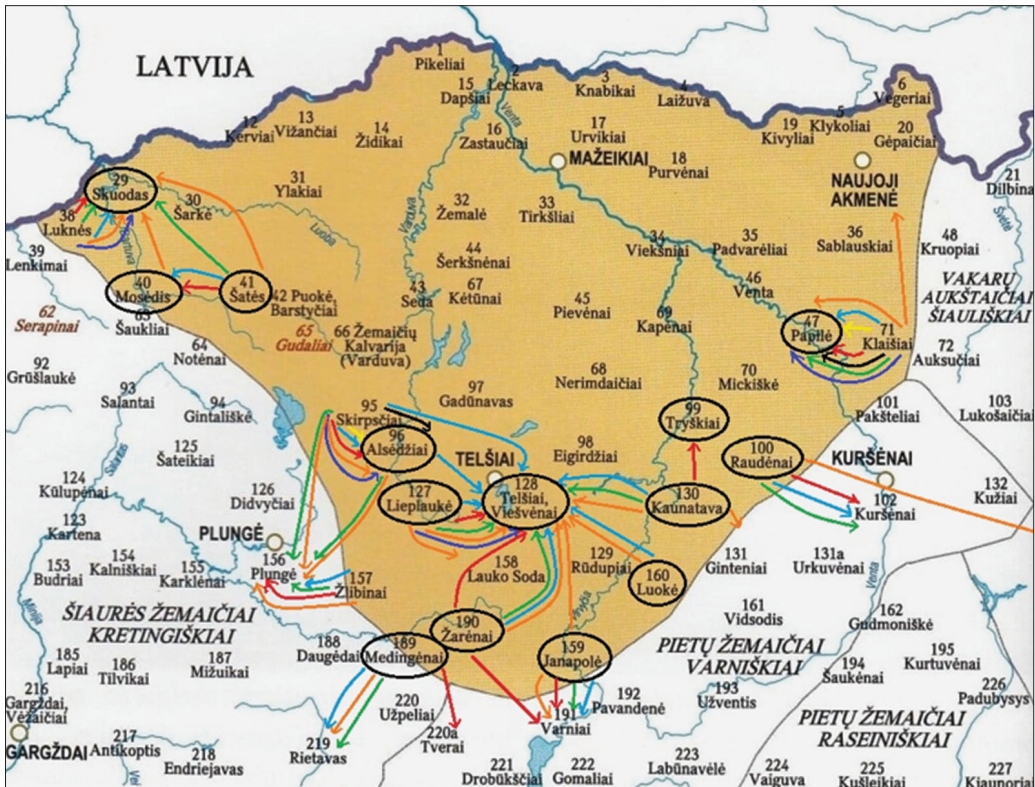 LATVIJA
1
Pikeliai
2
Leckava
3
Knabikai
4
Laižuva
5
Klykoliai
6
Vegeriai
12
Kerviai
13
Vižančiai
14
Židikai
15
Dapšiai
16
Zastaučiai
17
Urvikiai
18
Purvėnai
19
Kivyliai
20
Gėpaičiai
21
Venta
MAŽEIKIAI
NAUJOJI
AKMENĖ
29
Skuodas
30
Šarkė
31
Ylakiai
32
Žemalė
33
Tirkšliai
34
Viekšniai
35
Padvarėliai
36
Sablauskiai
48
Kruopiai
38
Luknės
39
Lenkimai
Luoba
Varduva
44
Šerkšnėnai
VAKARŲ
AUKŠTAIČIAI
ŠIAULIŠKIAI
40
Mosėdis
41
Šatės
42 Puokė,
Barstyčiai
43
Seda
67
Kėtūnai
45
Pievėnai
46
Venta
47
Papilė
71
Klaišiai
72
Auksučiai
62
Serapinai
63
Šaukliai
64
Notėnai
65
Gudaliai
66 Žemaičių
Kalvarija
(Varduva)
69
Kapėnai
68
Nerimdaičiai
70
Mickiškė
92
Grūšlaukė
93
Salantai
94
Gintališkė
95
Skirpsčiai
97
Gadūnavas
99
Tryškiai
101
Pakšteliai
103
Lukošaičiai
96
Alsėdžiai
98
Eigirdžiai
100
Raudėnai
KURŠĖNAI
TELŠIAI
124
Kūlupėnai
125
Šateikiai
126
Didvyčiai
127
Lieplaukė
128
Telšiai,
Viešvėnai
130
Kaunatava
102
Kuršėnai
132
Kužiai
123
Kartena
PLUNGĖ
153
Budriai
154
Kalniškiai
155
Karklėnai
156
Plungė
157
Žlibinai
158
Lauko Soda
129
Rūdupiai
131
Ginteniai
131a
Urkuvėnai
160
Luokė
Venta
Minija
ŠIAURĖS ŽEMAIČIAI
KRETINGIŠKIAI
190
Žarėnai
161
Vidsodis
162
Gudmoniškė
185
Lapiai
186
Tilvikai
187
Mižuikai
188
Daugėdai
189
Medingėnai
159
Janapolė
PIETŲ ŽEMAIČIAI
VARNIŠKIAI
194
Šaukėnai
195
Kurtuvėnai
216
Gargždai,
Vėžaičiai
GARGŽDAI
217
Antikoptis
218
Endriejavas
219
Rietavas
220
Užpeliai
220a
Tverai
191
Varniai
192
Pavandenė
193
Užventis
226
Padubysys
PIETŲ ŽEMAIČIAI
RASEINIŠKIAI
221
Drobūkščiai
222
Gomaliai
223
Labūnavėlė
224
Vaiguva
225
Kušleikiai
227